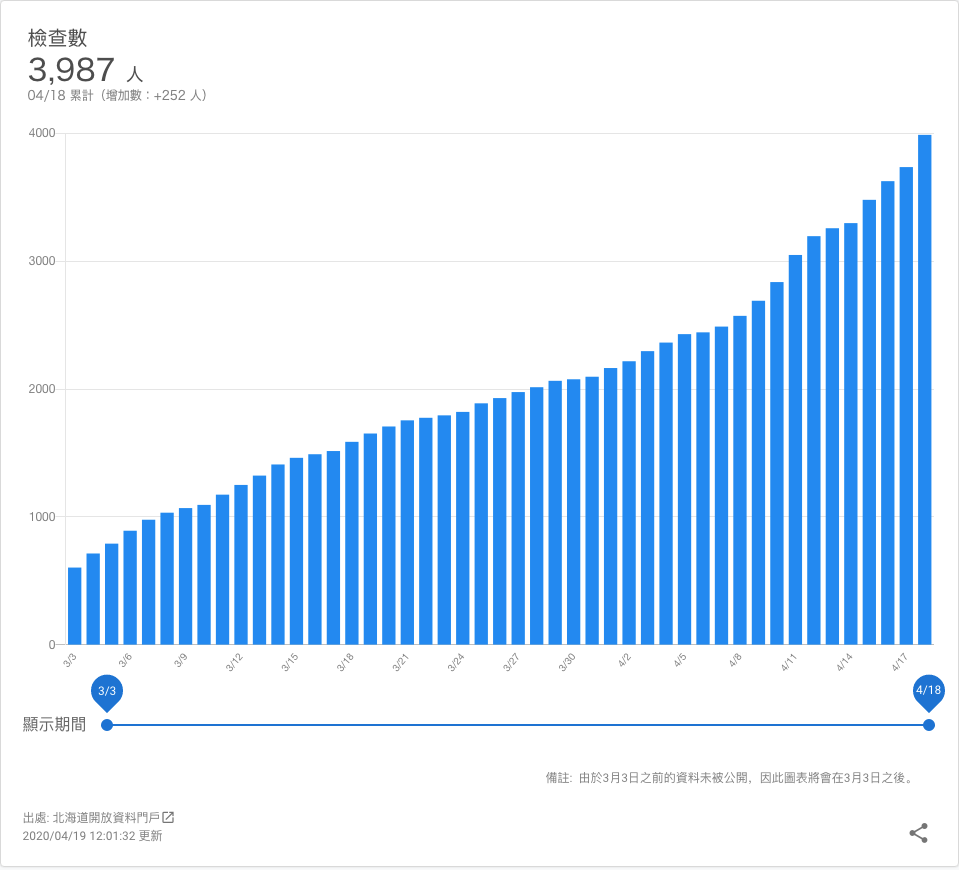 檢查數
3,987 人
04/18 累計（增加數：+252 人）
4000
3000
2000
1000
0
3/3 3/6 3/9 3/12 3/15 3/18 3/21 3/24 3/27 3/30 4/2 4/5 4/8 4/11 4/14 4/17
3/3 4/18
顯示期間
備註: 由於3月3日之前的資料未被公開，因此圖表將會在3月3日之後。
出處: 北海道開放資料門戶
2020/04/19 12:01:32 更新